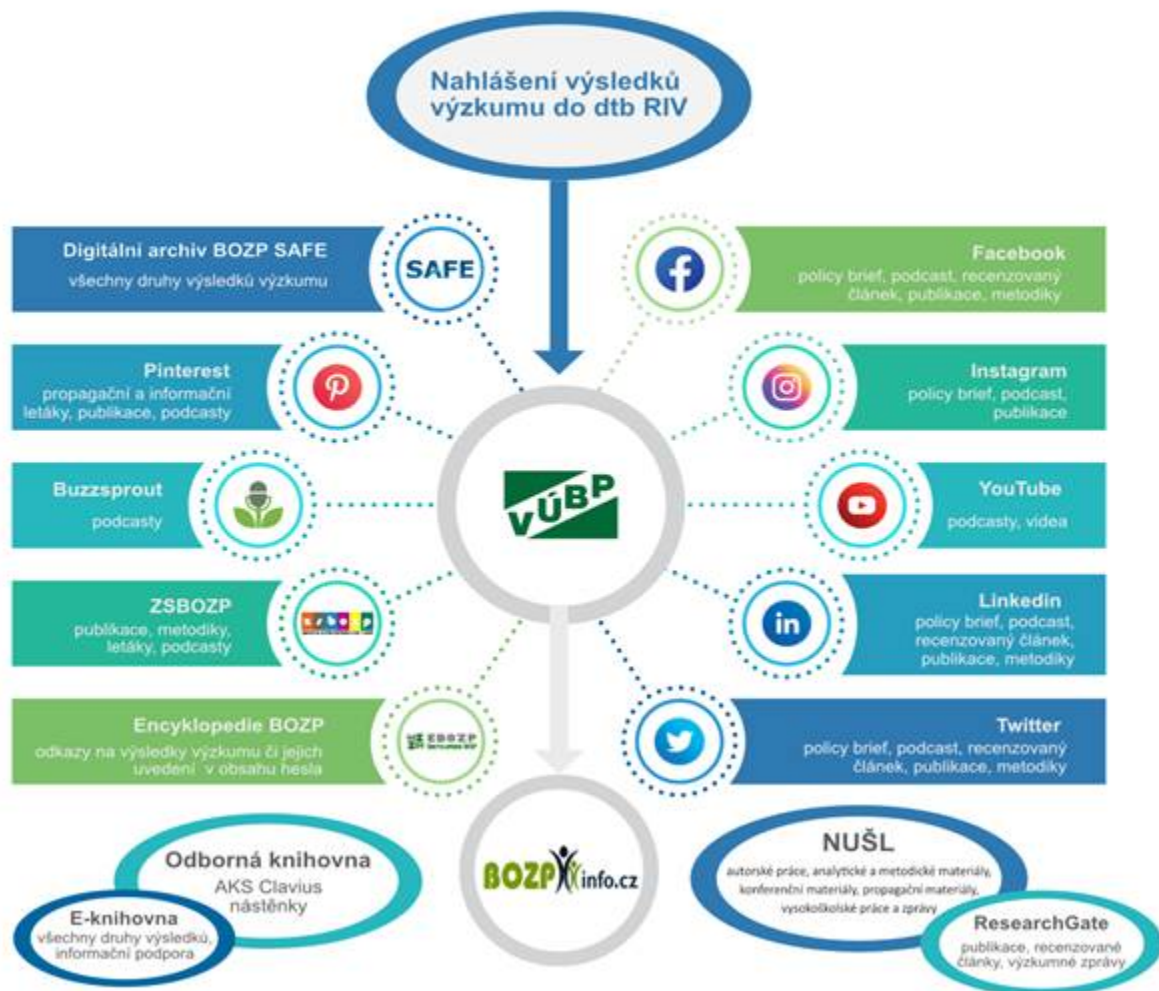 Nahlášení výsledků
výzkumu do dtb RIV
Digitální archiv BOZP SAFE
všechny druhy výsledků výzkumu
SAFE
Facebook
policy brief, podcast, recenzovaný
článek, publikace, metodiky
Pinterest
propagační a informační
letáky, publikace, podcasty
Instagram
policy brief, podcast,
publikace
Buzzsprout
podcasty
VÚBP
YouTube
podcasty, videa
ZSBOZP
publikace, metodiky,
letáky, podcasty
zsbozp
in
Linkedin
policy brief, podcast,
recenzovaný článek,
publikace, metodiky
Encyklopedie BOZP
odkazy na výsledky výzkumu či jejich
uvedení v obsahu hesla
EBOZP
Twitter
policy brief, podcast, recenzovaný
článek, publikace, metodiky
Odborná knihovna
AKS Clavius
nástěnky
E-knihovna
všechny druhy výsledků,
informační podpora
BOZPinfo.cz
NUŠL
autorské práce, analytické a metodické materiály,
konferenční materiály, propagační materiály,
vysokoškolské práce a zprávy
ResearchGate
publikace, recenzované
články, výzkumné zprávy